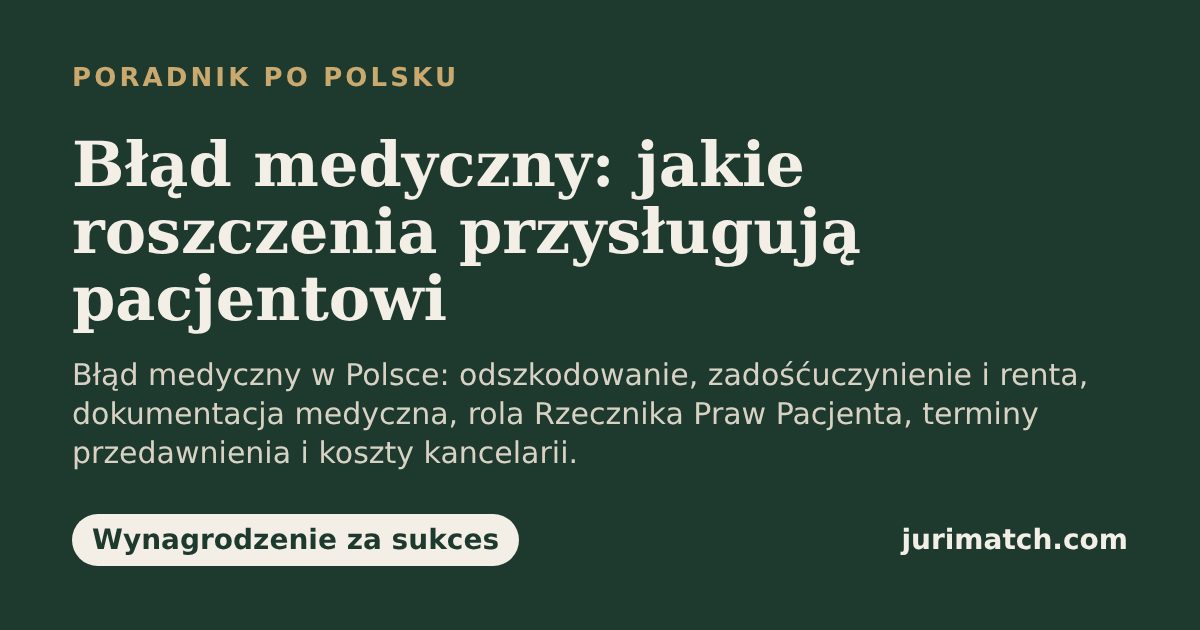 PORADNIK PO POLSKU
Błąd medyczny: jakie
roszczenia przysługują
pacjentowi
Błąd medyczny w Polsce: odszkodowanie, zadośćuczynienie i renta,
dokumentacja medyczna, rola Rzecznika Praw Pacjenta, terminy
przedawnienia i koszty kancelarii.
Wynagrodzenie za sukces
jurimatch.com